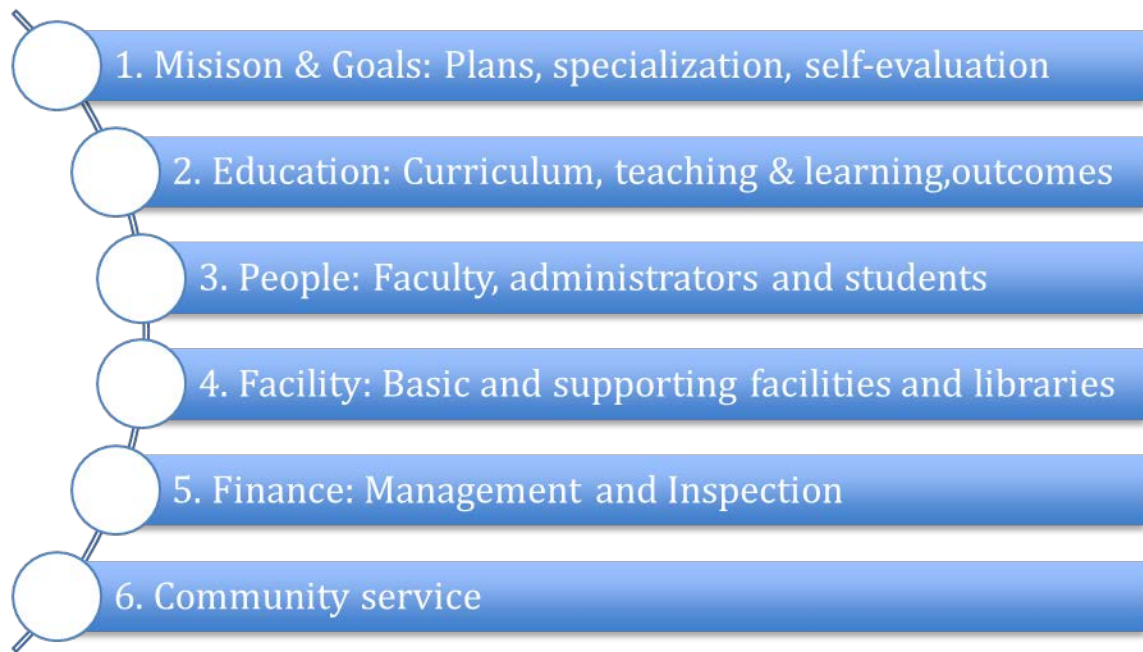 1. Misison & Goals: Plans, specialization, self-evaluation
2. Education: Curriculum, teaching & learning,outcomes
3. People: Faculty, administrators and students
4. Facility: Basic and supporting facilities and libraries
5. Finance: Management and Inspection
6. Community service